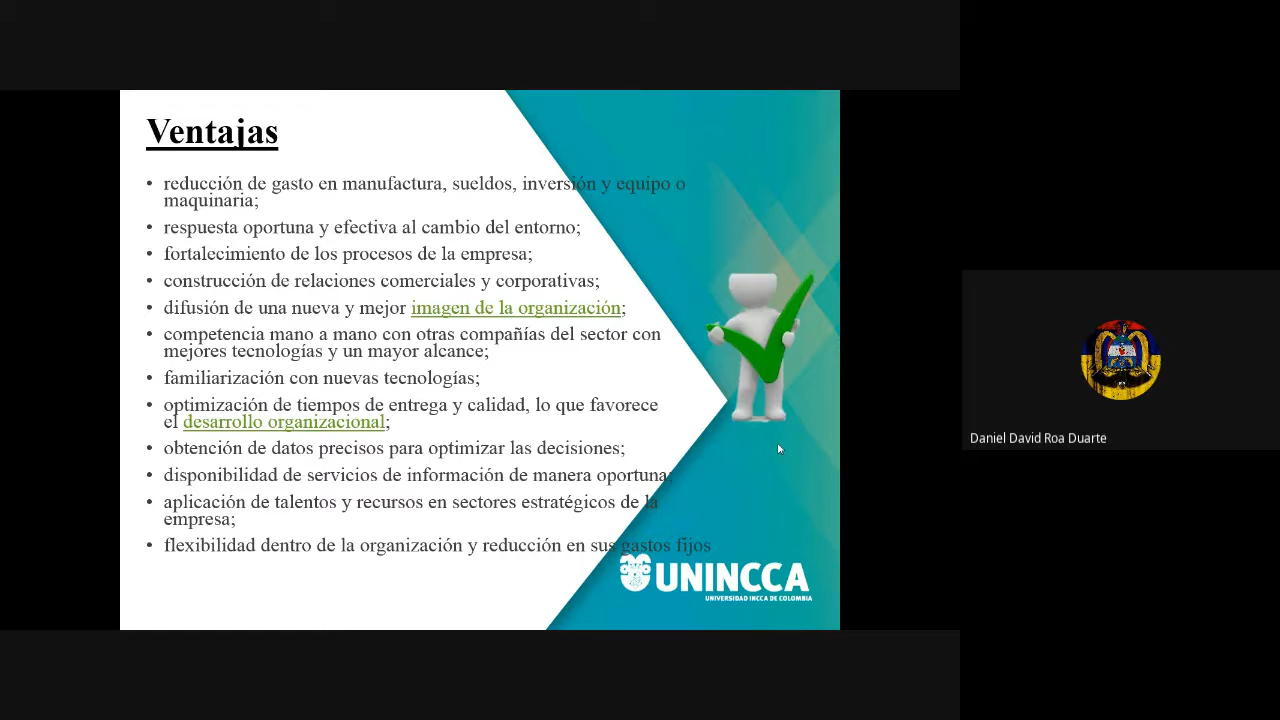 Ventajas
• reducción de gasto en manufactura, sueldos, inversión y equipo o
maquinaria;
• respuesta oportuna y efectiva al cambio del entorno;
• fortalecimiento de los procesos de la empresa;
• construcción de relaciones comerciales y corporativas;
• difusión de una nueva y mejor imagen de la organización;
• competencia mano a mano con otras compañías del sector con
mejores tecnologías y un mayor alcance;
• familiarización con nuevas tecnologías;
• optimización de tiempos de entrega y calidad, lo que favorece
el desarrollo organizacional;
• obtención de datos precisos para optimizar las decisiones;
• disponibilidad de servicios de información de manera oportuna;
• aplicación de talentos y recursos en sectores estratégicos de la
empresa;
• flexibilidad dentro de la organización y reducción en sus gastos fijos
UNINCCA
UNIVERSIDAD INCCA DE COLOMBIA
Daniel David Roa Duarte